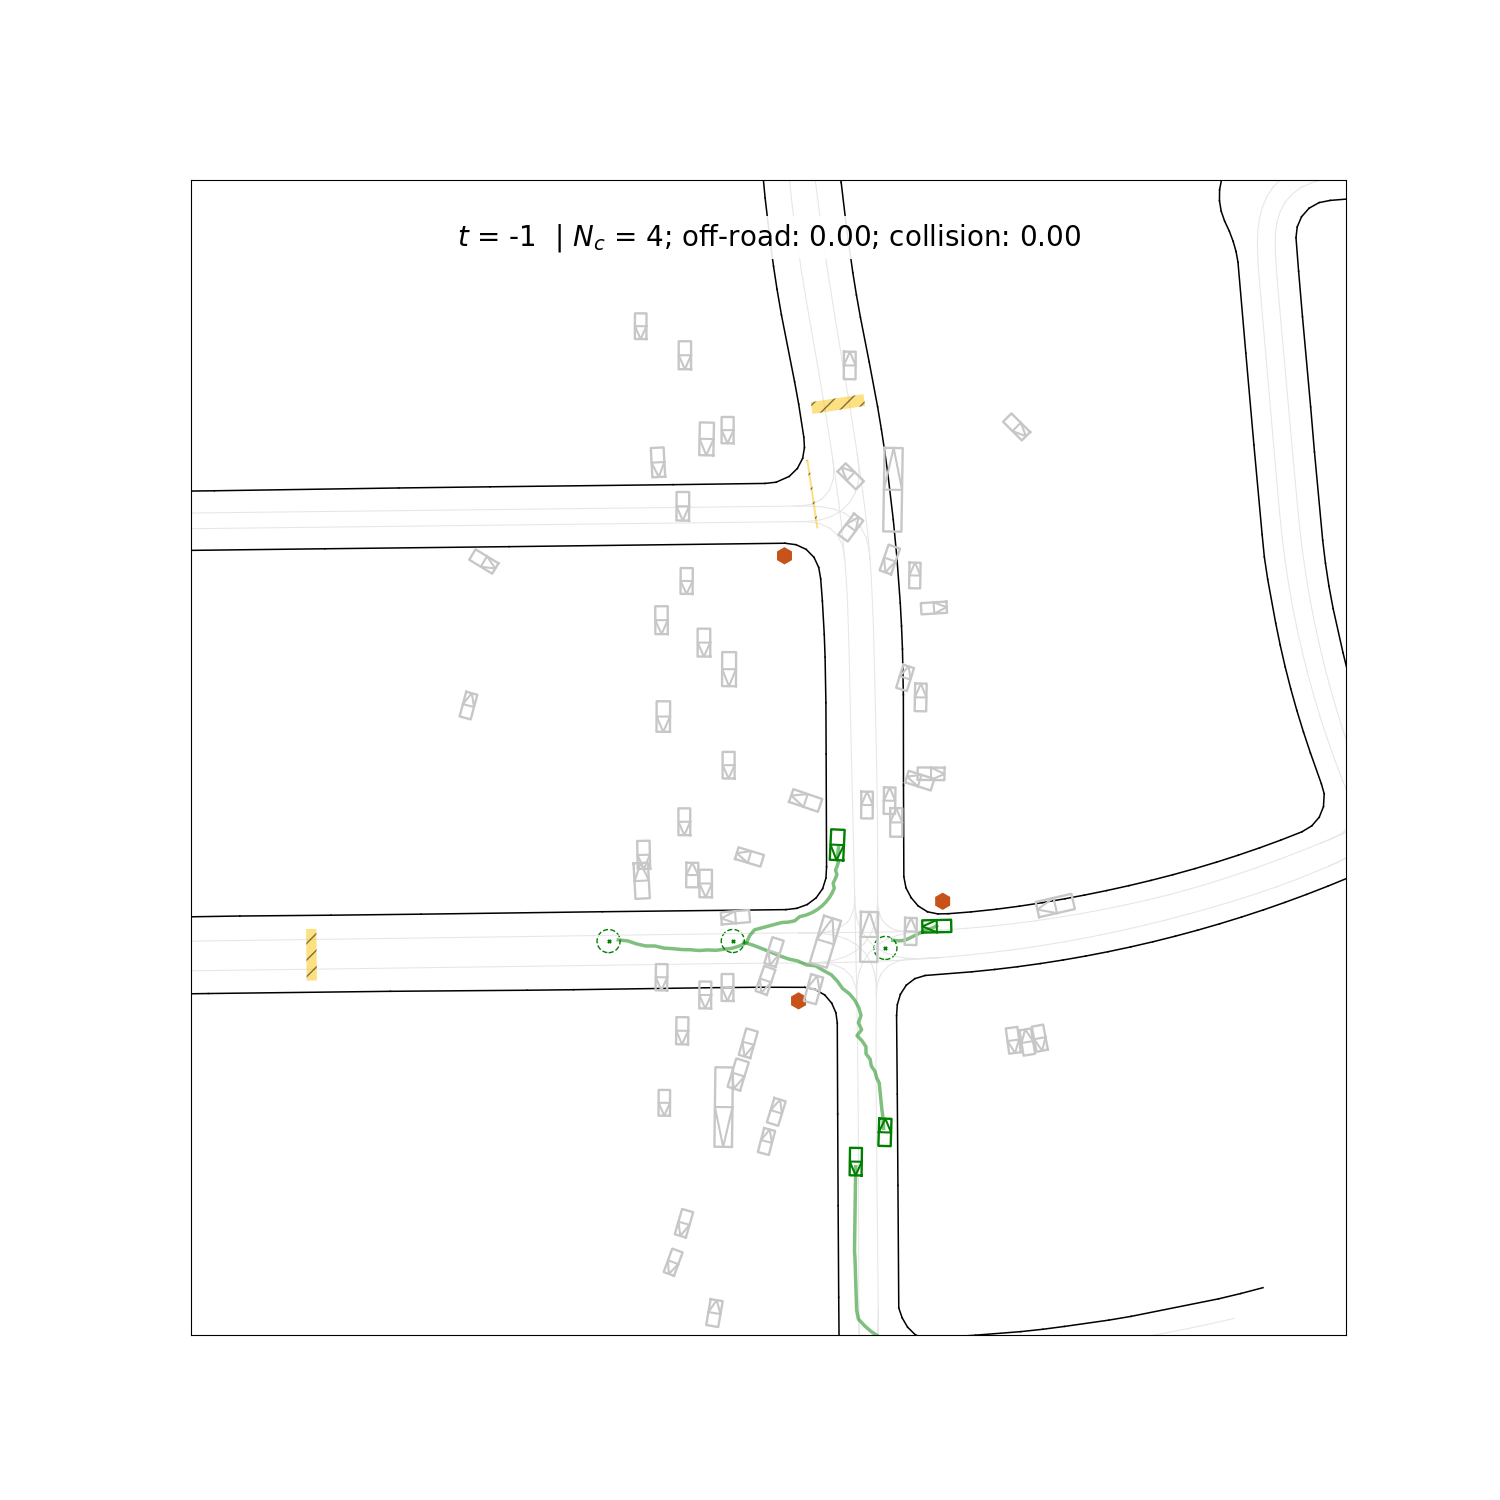 t = -1 | N_c = 4; off-road: 0.00; collision: 0.00